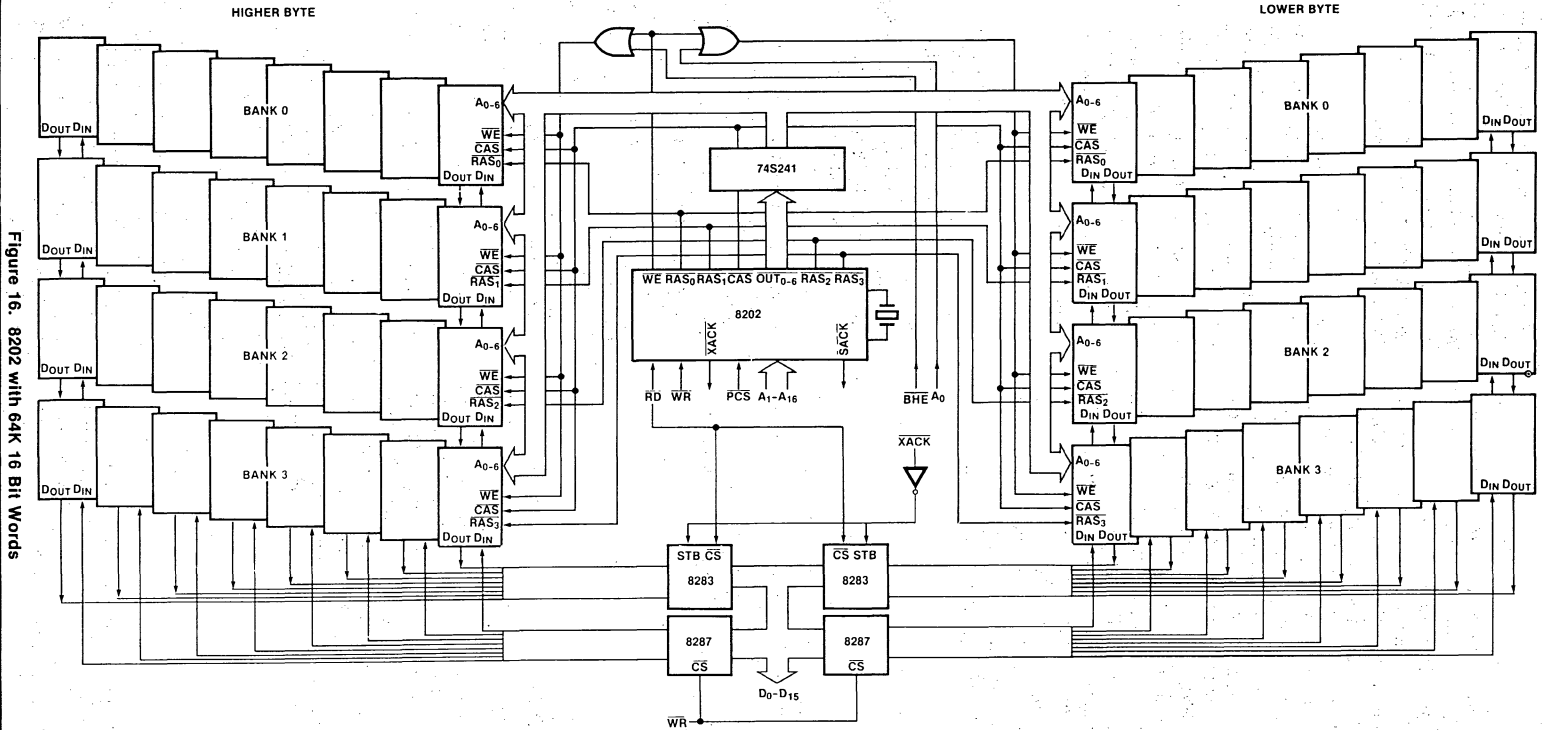 HIGHER BYTE
LOWER BYTE
BANK 0
DOUT DIN
A0-6
WE
CAS
RAS0
DOUT DIN
BANK 1
DOUT DIN
A0-6
WE
CAS
RAS1
DOUT DIN
BANK 2
DOUT DIN
A0-6
WE
CAS
RAS2
DOUT DIN
BANK 3
DOUT DIN
A0-6
WE
CAS
RAS3
DOUT DIN
74S241
WE RAS0 RAS1 CAS OUT0-6 RAS2 RAS3
8202
XACK
SACK
RD WR PCS A1-A16
BHE A0
XACK
STB CS
8283
CS STB
8283
8287
CS
8287
CS
D0-D15
WR
A0-6
WE
CAS
RAS0
DIN DOUT
BANK 0
DIN DOUT
A0-6
WE
CAS
RAS1
DIN DOUT
BANK 1
DIN DOUT
A0-6
WE
CAS
RAS2
DIN DOUT
BANK 2
DIN DOUT
A0-6
WE
CAS
RAS3
DIN DOUT
BANK 3
DIN DOUT
Figure 16. 8202 with 64K 16 Bit Words